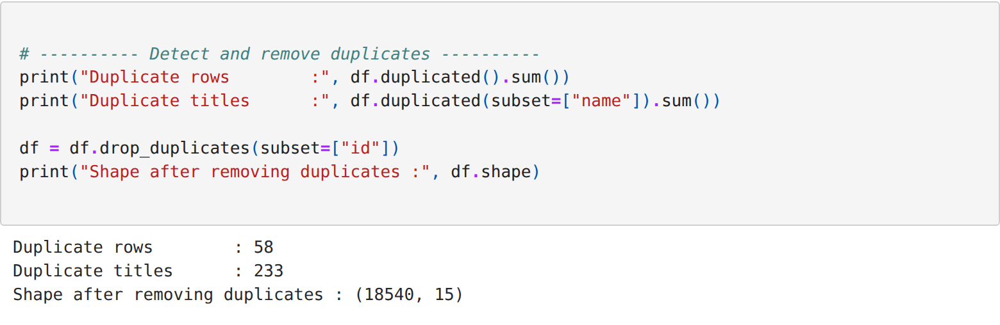 # ---------- Detect and remove duplicates ----------
print("Duplicate rows        :", df.duplicated().sum())
print("Duplicate titles      :", df.duplicated(subset=["name"]).sum())
df = df.drop_duplicates(subset=["id"])
print("Shape after removing duplicates :", df.shape)
Duplicate rows        : 58
Duplicate titles      : 233
Shape after removing duplicates : (18540, 15)